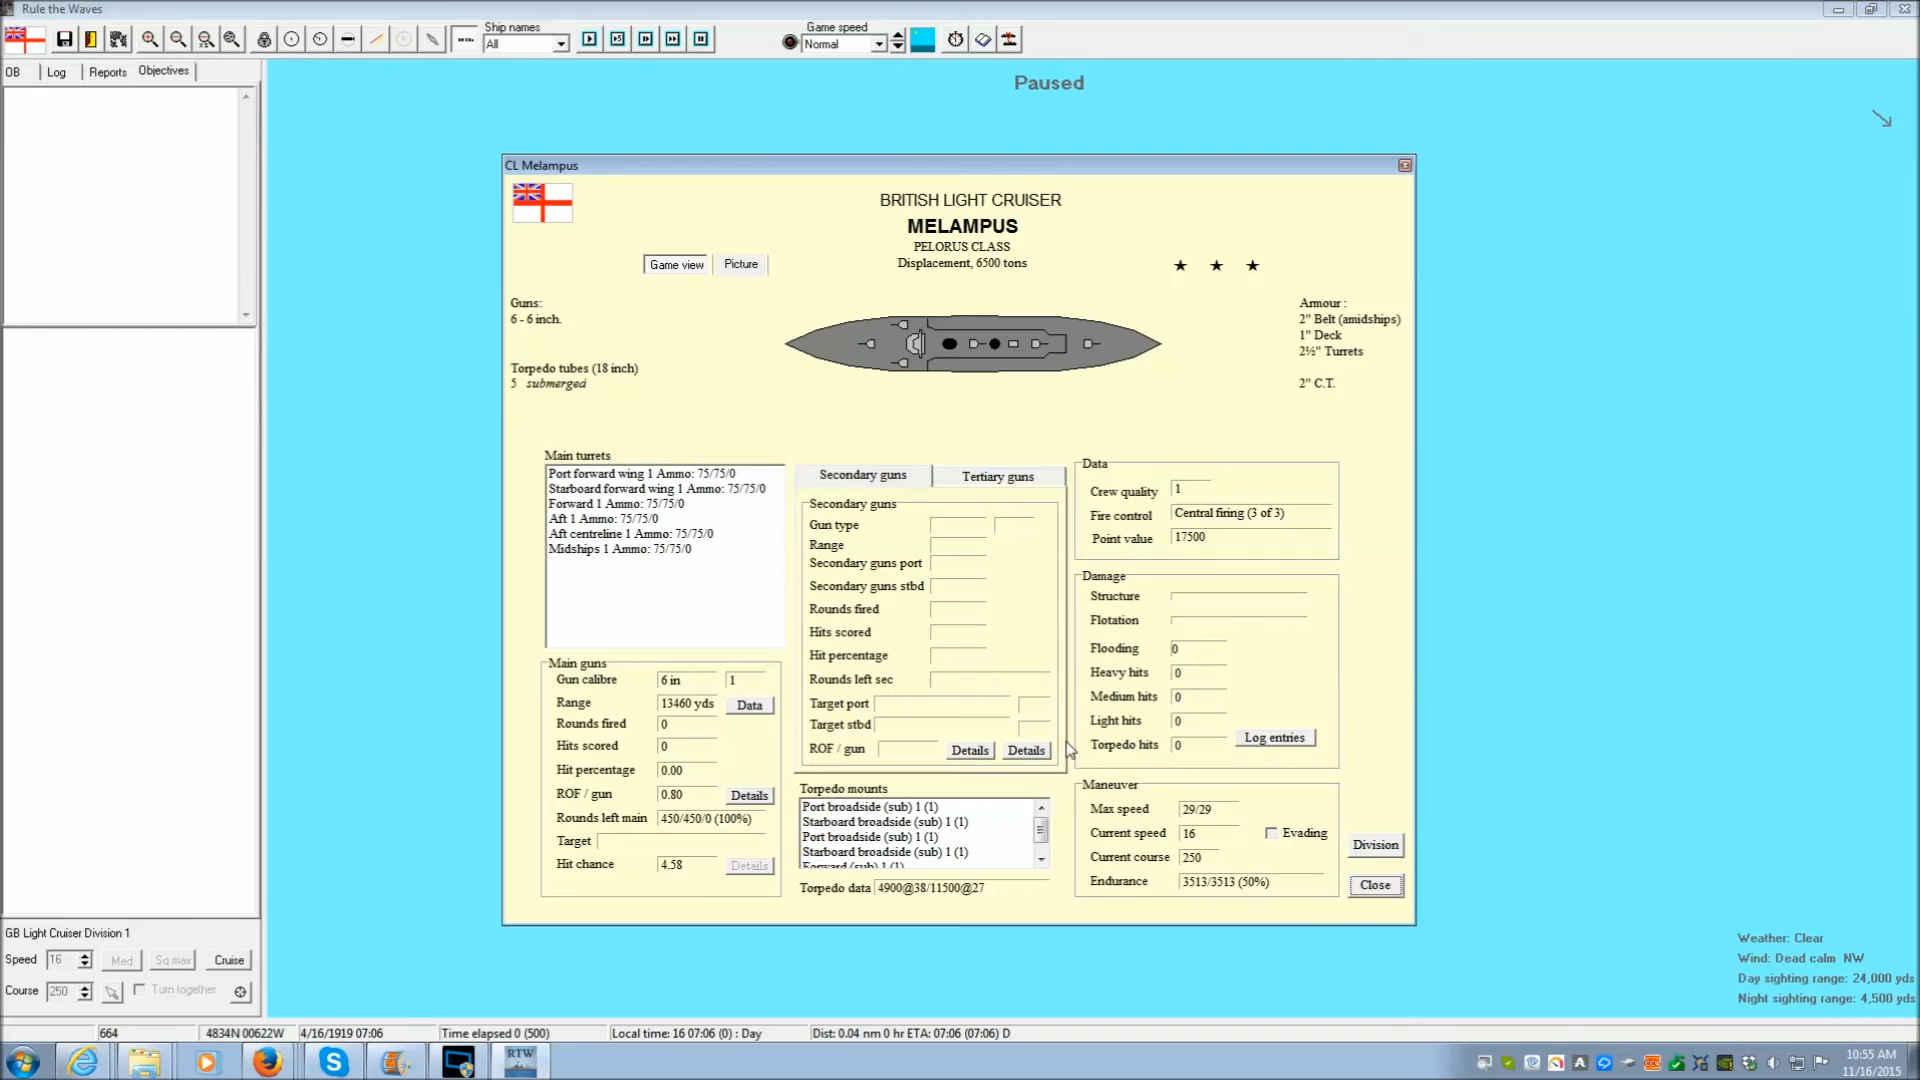 Rule the Waves
Ship names
All
Game speed
Normal
OB
Log
Reports
Objectives
Paused
CL Melampus
BRITISH LIGHT CRUISER
MELAMPUS
PELORUS CLASS
Displacement, 6500 tons
Game view
Picture
Guns:
6 - 6 inch.
Torpedo tubes (18 inch)
5 submerged
Armour :
2" Belt (amidships)
1" Deck
2½" Turrets
2" C.T.
Main turrets
Port forward wing 1 Ammo: 75/75/0
Starboard forward wing 1 Ammo: 75/75/0
Forward 1 Ammo: 75/75/0
Aft 1 Ammo: 75/75/0
Aft centreline 1 Ammo: 75/75/0
Midships 1 Ammo: 75/75/0
Main guns
Gun calibre 6 in 1
Range 13460 yds Data
Rounds fired 0
Hits scored 0
Hit percentage 0.00
ROF / gun 0.80 Details
Rounds left main 450/450/0 (100%)
Target
Hit chance 4.58 Details
Secondary guns
Tertiary guns
Secondary guns
Gun type
Range
Secondary guns port
Secondary guns stbd
Rounds fired
Hits scored
Hit percentage
Rounds left sec
Target port
Target stbd
ROF / gun Details Details
Torpedo mounts
Port broadside (sub) 1 (1)
Starboard broadside (sub) 1 (1)
Port broadside (sub) 1 (1)
Starboard broadside (sub) 1 (1)
Forward (sub) 1 (1)
Torpedo data 4900@38/11500@27
Data
Crew quality 1
Fire control Central firing (3 of 3)
Point value 17500
Damage
Structure
Flotation
Flooding 0
Heavy hits 0
Medium hits 0
Light hits 0
Torpedo hits 0 Log entries
Maneuver
Max speed 29/29
Current speed 16 Evading
Current course 250
Endurance 3513/3513 (50%)
Division
Close
GB Light Cruiser Division 1
Speed 16 Med Sq max Cruise
Course 250 Turn together
Weather: Clear
Wind: Dead calm NW
Day sighting range: 24,000 yds
Night sighting range: 4,500 yds
664 4834N 00622W 4/16/1919 07:06 Time elapsed 0 (500) Local time: 16 07:06 (0) : Day Dist: 0.04 nm 0 hr ETA: 07:06 (07:06) D
RTW
10:55 AM
11/16/2015